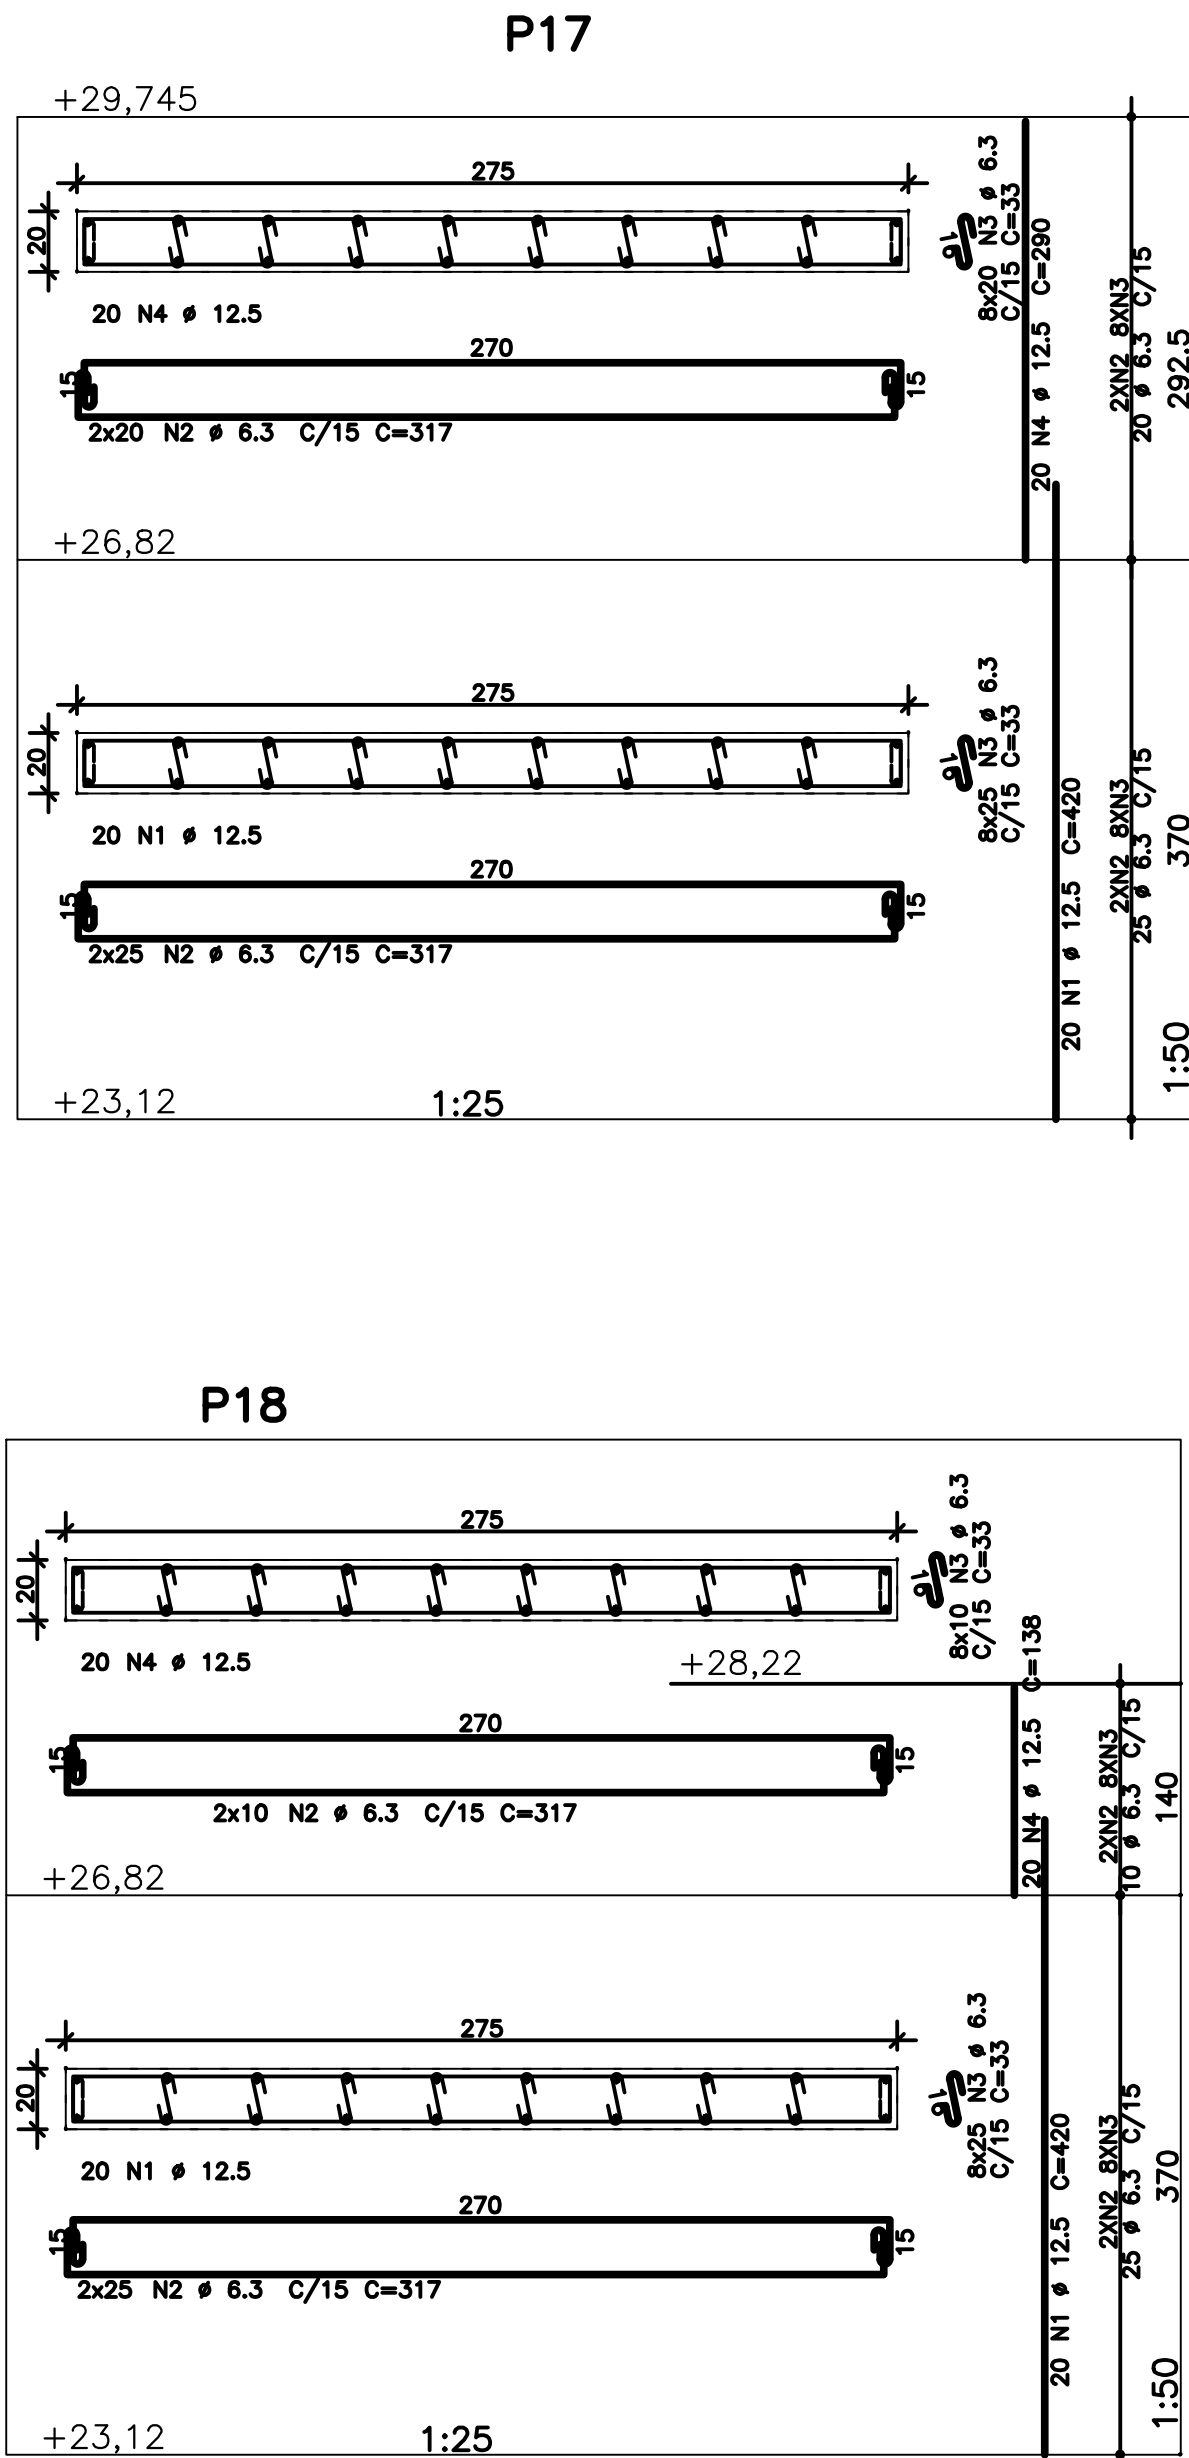 P17
+29,745
275
20
16
8x20 N3 ø 6.3
C/15 C=33
20 N4 ø 12.5
270
15
15
2x20 N2 ø 6.3 C/15 C=317
20 N4 ø 12.5 C=290
2XN2 8XN3
20 ø 6.3 C/15
292.5
+26,82
275
20
16
8x25 N3 ø 6.3
C/15 C=33
20 N1 ø 12.5
270
15
15
2x25 N2 ø 6.3 C/15 C=317
20 N1 ø 12.5 C=420
2XN2 8XN3
25 ø 6.3 C/15
370
+23,12
1:25
1:50
P18
275
20
16
8x10 N3 ø 6.3
C/15 C=33
20 N4 ø 12.5
+28,22
270
15
15
2x10 N2 ø 6.3 C/15 C=317
20 N4 ø 12.5 C=138
2XN2 8XN3
10 ø 6.3 C/15
140
+26,82
275
20
16
8x25 N3 ø 6.3
C/15 C=33
20 N1 ø 12.5
270
15
15
2x25 N2 ø 6.3 C/15 C=317
20 N1 ø 12.5 C=420
2XN2 8XN3
25 ø 6.3 C/15
370
+23,12
1:25
1:50